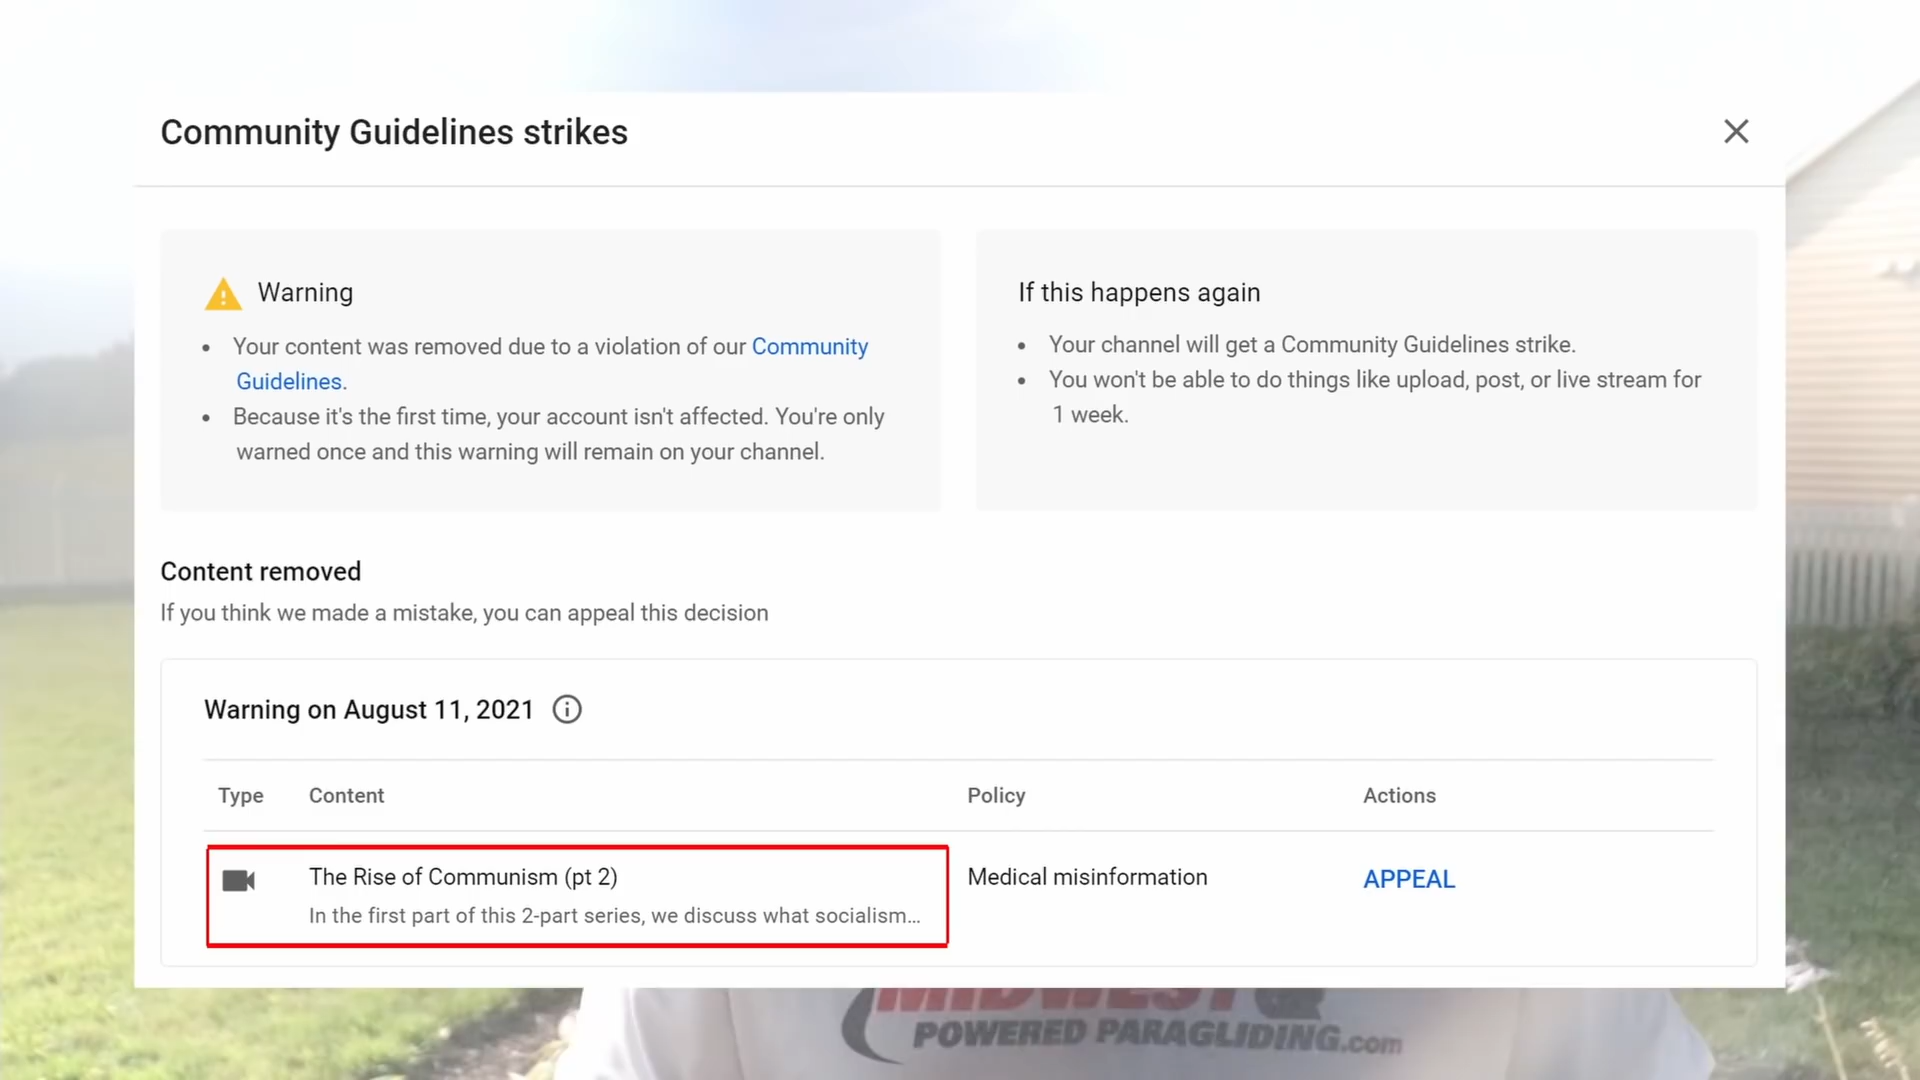 Community Guidelines strikes
Warning
• Your content was removed due to a violation of our Community
Guidelines.
• Because it's the first time, your account isn't affected. You're only
warned once and this warning will remain on your channel.
If this happens again
• Your channel will get a Community Guidelines strike.
• You won't be able to do things like upload, post, or live stream for
1 week.
Content removed
If you think we made a mistake, you can appeal this decision
Warning on August 11, 2021
Type Content Policy Actions
The Rise of Communism (pt 2) Medical misinformation APPEAL
In the first part of this 2-part series, we discuss what socialism...
MIDWEST
POWERED PARAGLIDING.com